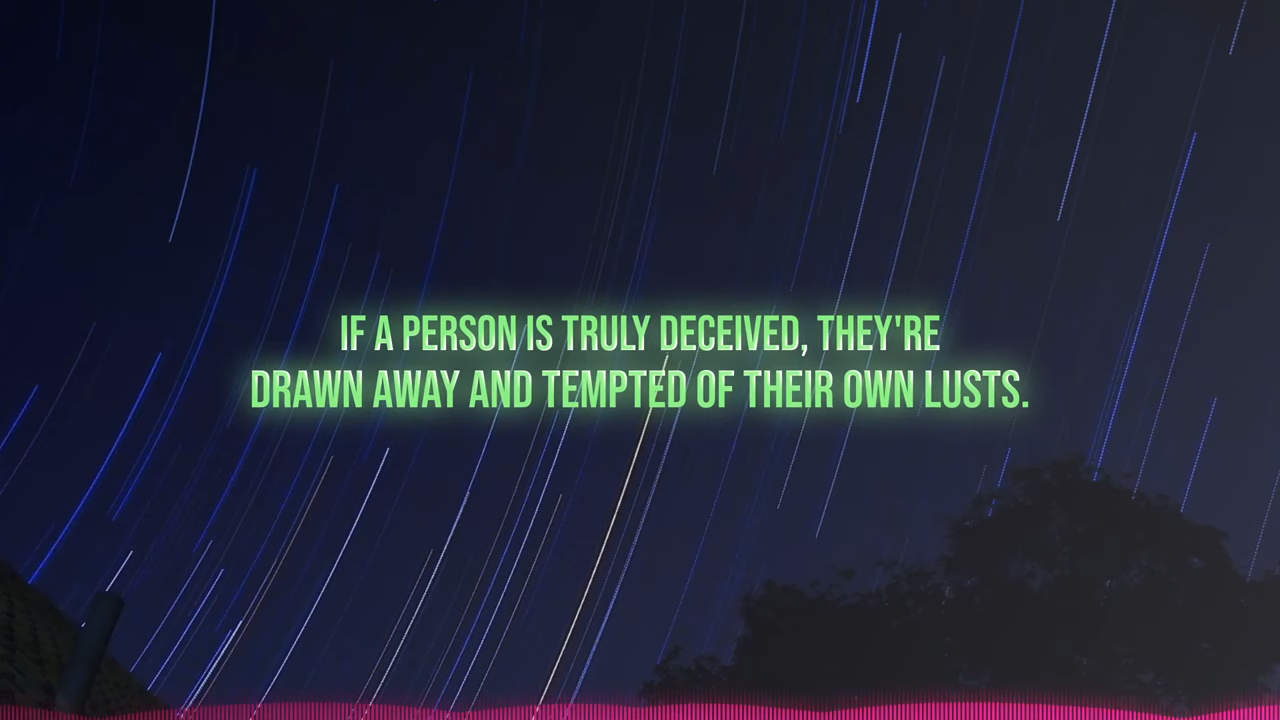 IF A PERSON IS TRULY DECEIVED, THEY'RE
DRAWN AWAY AND TEMPTED OF THEIR OWN LUSTS.